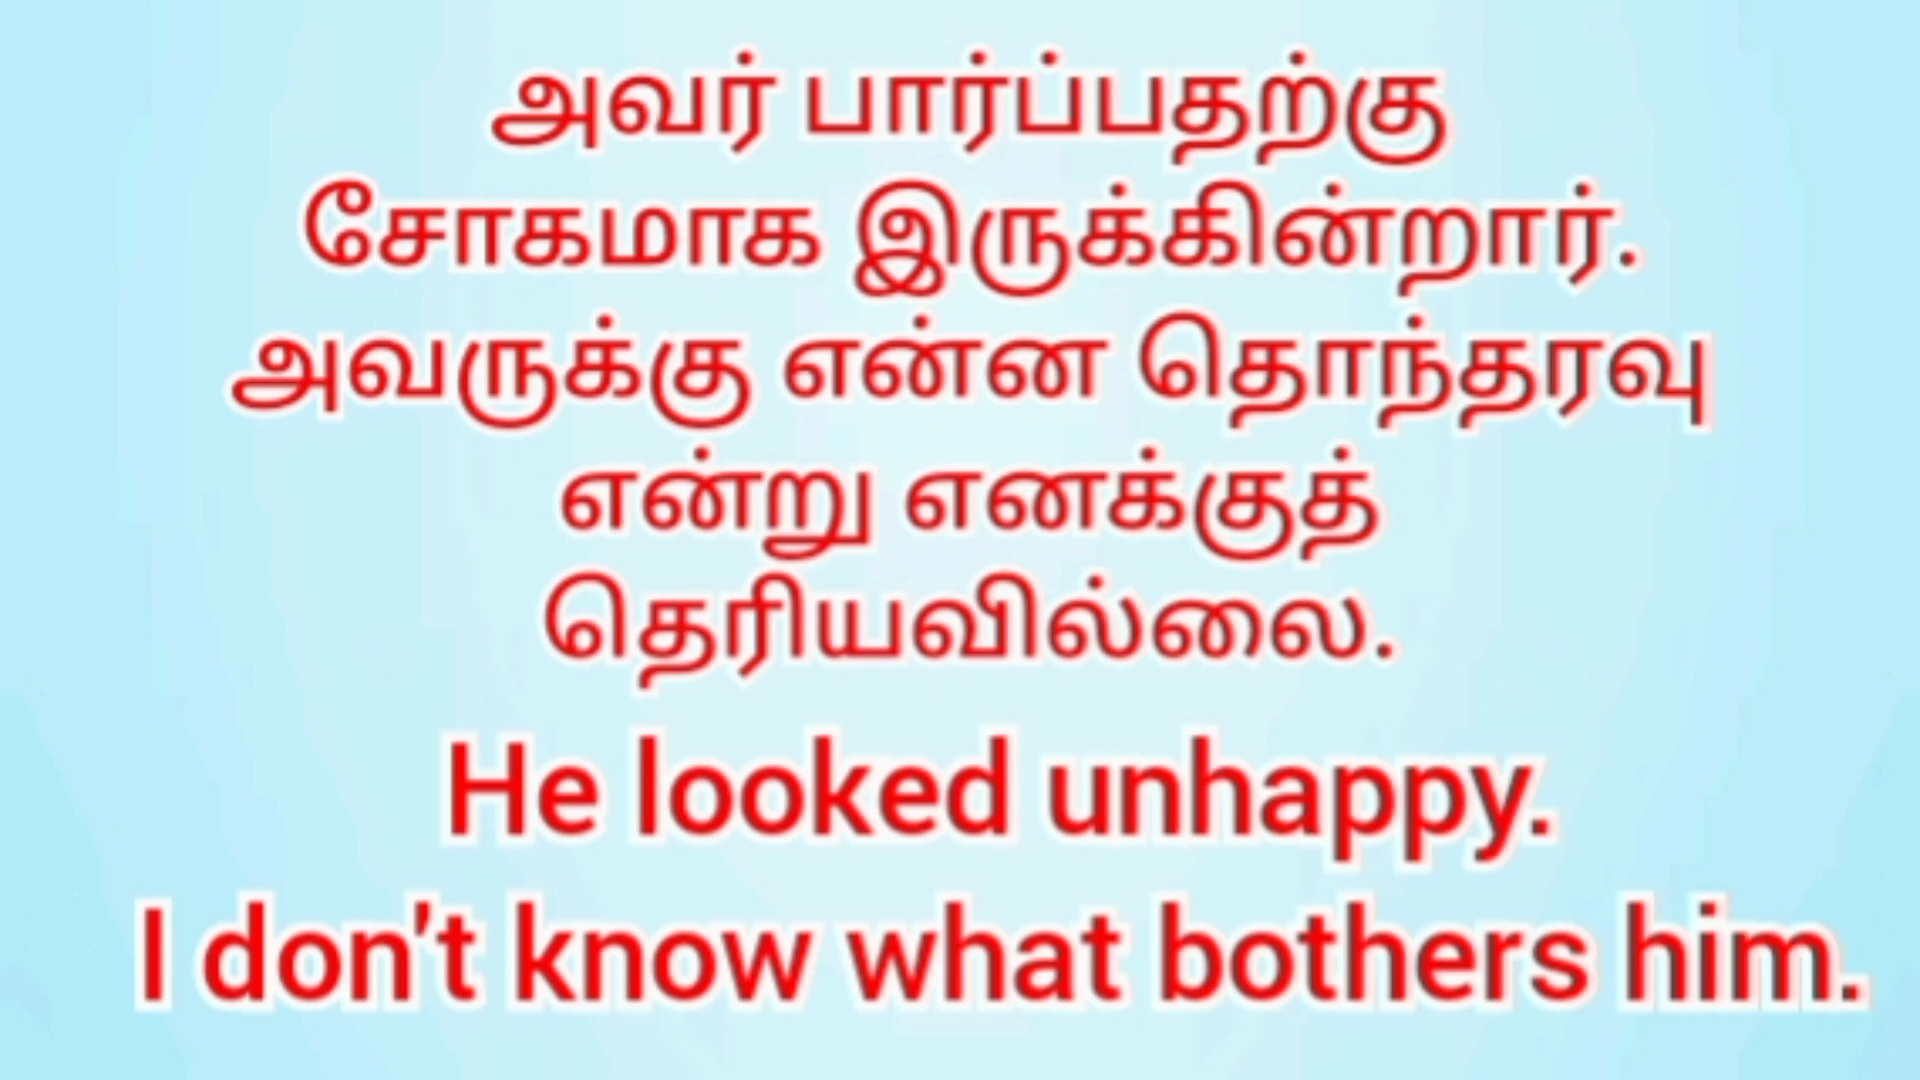 அவர் பார்ப்பதற்கு
சோகமாக இருக்கின்றார்.
அவருக்கு என்ன தொந்தரவு
என்று எனக்குத்
தெரியவில்லை.
He looked unhappy.
I don't know what bothers him.